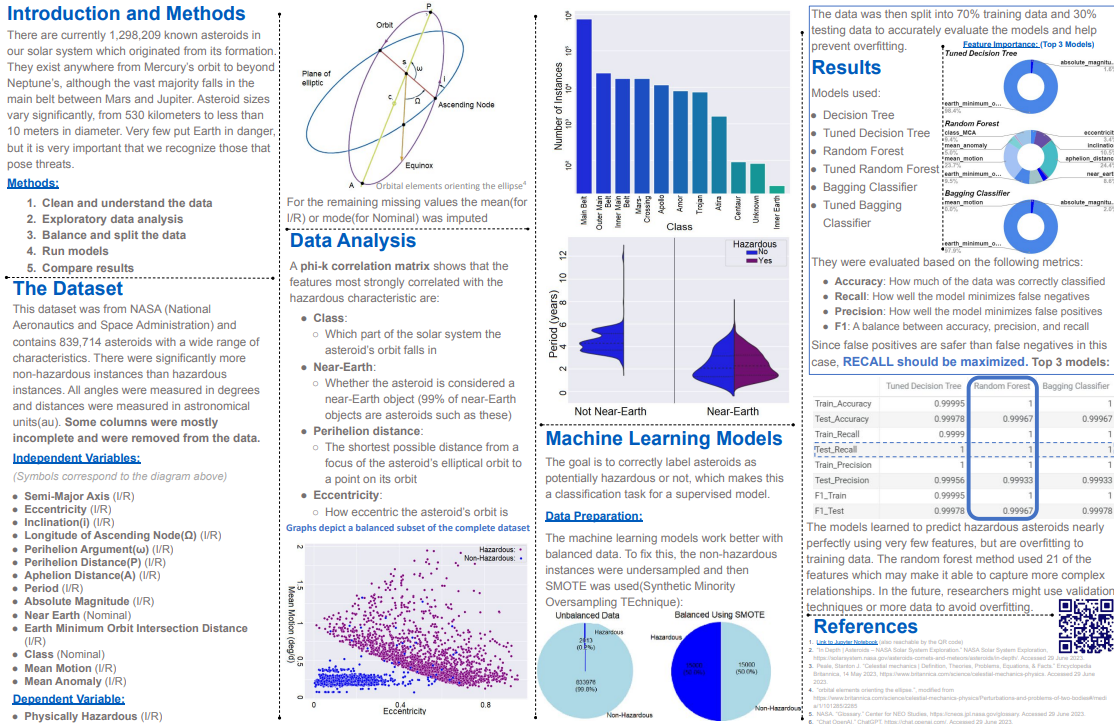 Introduction and Methods
There are currently 1,298,209 known asteroids in
our solar system which originated from its formation.
They exist anywhere from Mercury's orbit to beyond
Neptune's, although the vast majority falls in the
main belt between Mars and Jupiter. Asteroid sizes
vary significantly, from 530 kilometers to less than
10 meters in diameter. Very few put Earth in danger,
but it is very important that we recognize those that
pose threats.
Methods:
1. Clean and understand the data
2. Exploratory data analysis
3. Balance and split the data
4. Run models
5. Compare results
The Dataset
This dataset was from NASA (National
Aeronautics and Space Administration) and
contains 839,714 asteroids with a wide range of
characteristics. There were significantly more
non-hazardous instances than hazardous
instances. All angles were measured in degrees
and distances were measured in astronomical
units(au). Some columns were mostly
incomplete and were removed from the data.
Independent Variables:
(Symbols correspond to the diagram above)
● Semi-Major Axis (I/R)
● Eccentricity (I/R)
● Inclination(i) (I/R)
● Longitude of Ascending Node(Ω) (I/R)
● Perihelion Argument(ω) (I/R)
● Perihelion Distance(P) (I/R)
● Aphelion Distance(A) (I/R)
● Period (I/R)
● Absolute Magnitude (I/R)
● Near Earth (Nominal)
● Earth Minimum Orbit Intersection Distance
(I/R)
● Class (Nominal)
● Mean Motion (I/R)
● Mean Anomaly (I/R)
Dependent Variable:
● Physically Hazardous (I/R)
P
Orbit
Plane of
elliptic
s
ω
c
Ω
i
Ascending Node
Equinox
A
Orbital elements orienting the ellipse4
For the remaining missing values the mean(for
I/R) or mode(for Nominal) was imputed
Data Analysis
A phi-k correlation matrix shows that the
features most strongly correlated with the
hazardous characteristic are:
● Class:
○ Which part of the solar system the
asteroid's orbit falls in
● Near-Earth:
○ Whether the asteroid is considered a
near-Earth object (99% of near-Earth
objects are asteroids such as these)
● Perihelion distance:
○ The shortest possible distance from a
focus of the asteroid's elliptical orbit to
a point on its orbit
● Eccentricity:
○ How eccentric the asteroid's orbit is
Graphs depict a balanced subset of the complete dataset
Hazardous:
Non-Hazardous:
Mean Motion (deg/d)
2
1.5
1
0.5
0
0
0.4
0.8
Eccentricity
Number of Instances
Main Belt
Outer Main Belt
Inner Main Belt
Mars-Crossing
Apollo
Amor
Trojan
Atira
Centaur
Unknown
Inner Earth
Class
Hazardous
No
Yes
Period (years)
12
10
8
6
4
2
0
Not Near-Earth
Near-Earth
Machine Learning Models
The goal is to correctly label asteroids as
potentially hazardous or not, which makes this
a classification task for a supervised model.
Data Preparation:
The machine learning models work better with
balanced data. To fix this, the non-hazardous
instances were undersampled and then
SMOTE was used(Synthetic Minority
Oversampling TEchnique):
Unbalanced Data
Hazardous
(0.2%)
833978
(99.8%)
Non-Hazardous
Balanced Using SMOTE
Hazardous
15000
(50.0%)
Non-Hazardous
The data was then split into 70% training data and 30%
testing data to accurately evaluate the models and help
prevent overfitting.
Results
Models used:
● Decision Tree
● Tuned Decision Tree
● Random Forest
● Tuned Random Forest
● Bagging Classifier
● Tuned Bagging
Classifier
Feature Importance: (Top 3 Models)
Tuned Decision Tree
absolute_magnitu...
earth_minimum_o...
Random Forest
class_MCA
mean_anomaly
5.0%
mean_motion
earth_minimum_o...
eccentricit
inclinatio
10.5%
aphelion_distanc
24.4%
near_eart
Bagging Classifier
mean_motion
0.0%
absolute_magnitu...
earth_minimum_o...
97.9%
They were evaluated based on the following metrics:
● Accuracy: How much of the data was correctly classified
● Recall: How well the model minimizes false negatives
● Precision: How well the model minimizes false positives
● F1: A balance between accuracy, precision, and recall
Since false positives are safer than false negatives in this
case, RECALL should be maximized. Top 3 models:
Tuned Decision Tree Random Forest Bagging Classifier
Train_Accuracy 0.99995 1 1
Test_Accuracy 0.99978 0.99967 0.99967
Train_Recall 0.9999 1 1
Test_Recall 1 1 1
Train_Precision 1 1 1
Test_Precision 0.99956 0.99933 0.99933
F1_Train 0.99995 1 1
F1_Test 0.99978 0.99967 0.99978
The models learned to predict hazardous asteroids nearly
perfectly using very few features, but are overfitting to
training data. The random forest method used 21 of the
features which may make it able to capture more complex
relationships. In the future, researchers might use validation
techniques or more data to avoid overfitting.
References
1. Link to Jupyter Notebook (also reachable by the QR code)
2. "In Depth | Asteroids – NASA Solar System Exploration." NASA Solar System Exploration,
https://solarsystem.nasa.gov/asteroids-comets-and-meteors/asteroids/in-depth/. Accessed 29 June 2023.
3. Peale, Stanton J. "Celestial mechanics | Definition, Theories, Problems, Equations, & Facts." Encyclopedia
Britannica, 14 May 2023, https://www.britannica.com/science/celestial-mechanics-physics. Accessed 29 June
2023.
4. "orbital elements orienting the ellipse.", modified from
5. NASA. "Glossary." Center for NEO Studies, https://cneos.jpl.nasa.gov/glossary. Accessed 29 June 2023.
6. "Chat OpenAI." ChatGPT, https://chat.openai.com/. Accessed 29 June 2023.